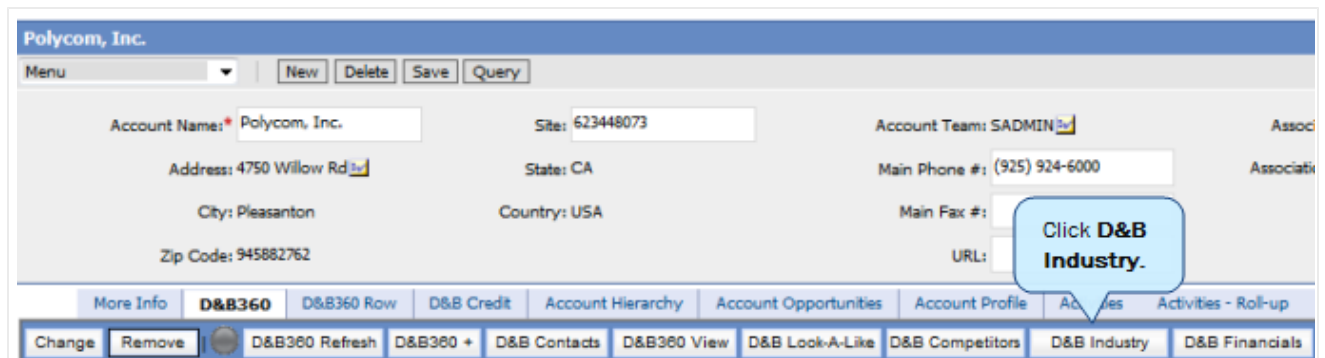 Polycom, Inc.
Menu New Delete Save Query
Account Name:* Polycom, Inc. Site: 623448073 Account Team: SADMIN Associ
Address: 4750 Willow Rd State: CA Main Phone #: (925) 924-6000 Associatio
City: Pleasanton Country: USA Main Fax #:
Zip Code: 945882762 URL:
Click D&B
Industry.
More Info D&B360 D&B360 Row D&B Credit Account Hierarchy Account Opportunities Account Profile Activities - Roll-up
Change Remove D&B360 Refresh D&B360 + D&B Contacts D&B360 View D&B Look-A-Like D&B Competitors D&B Industry D&B Financials